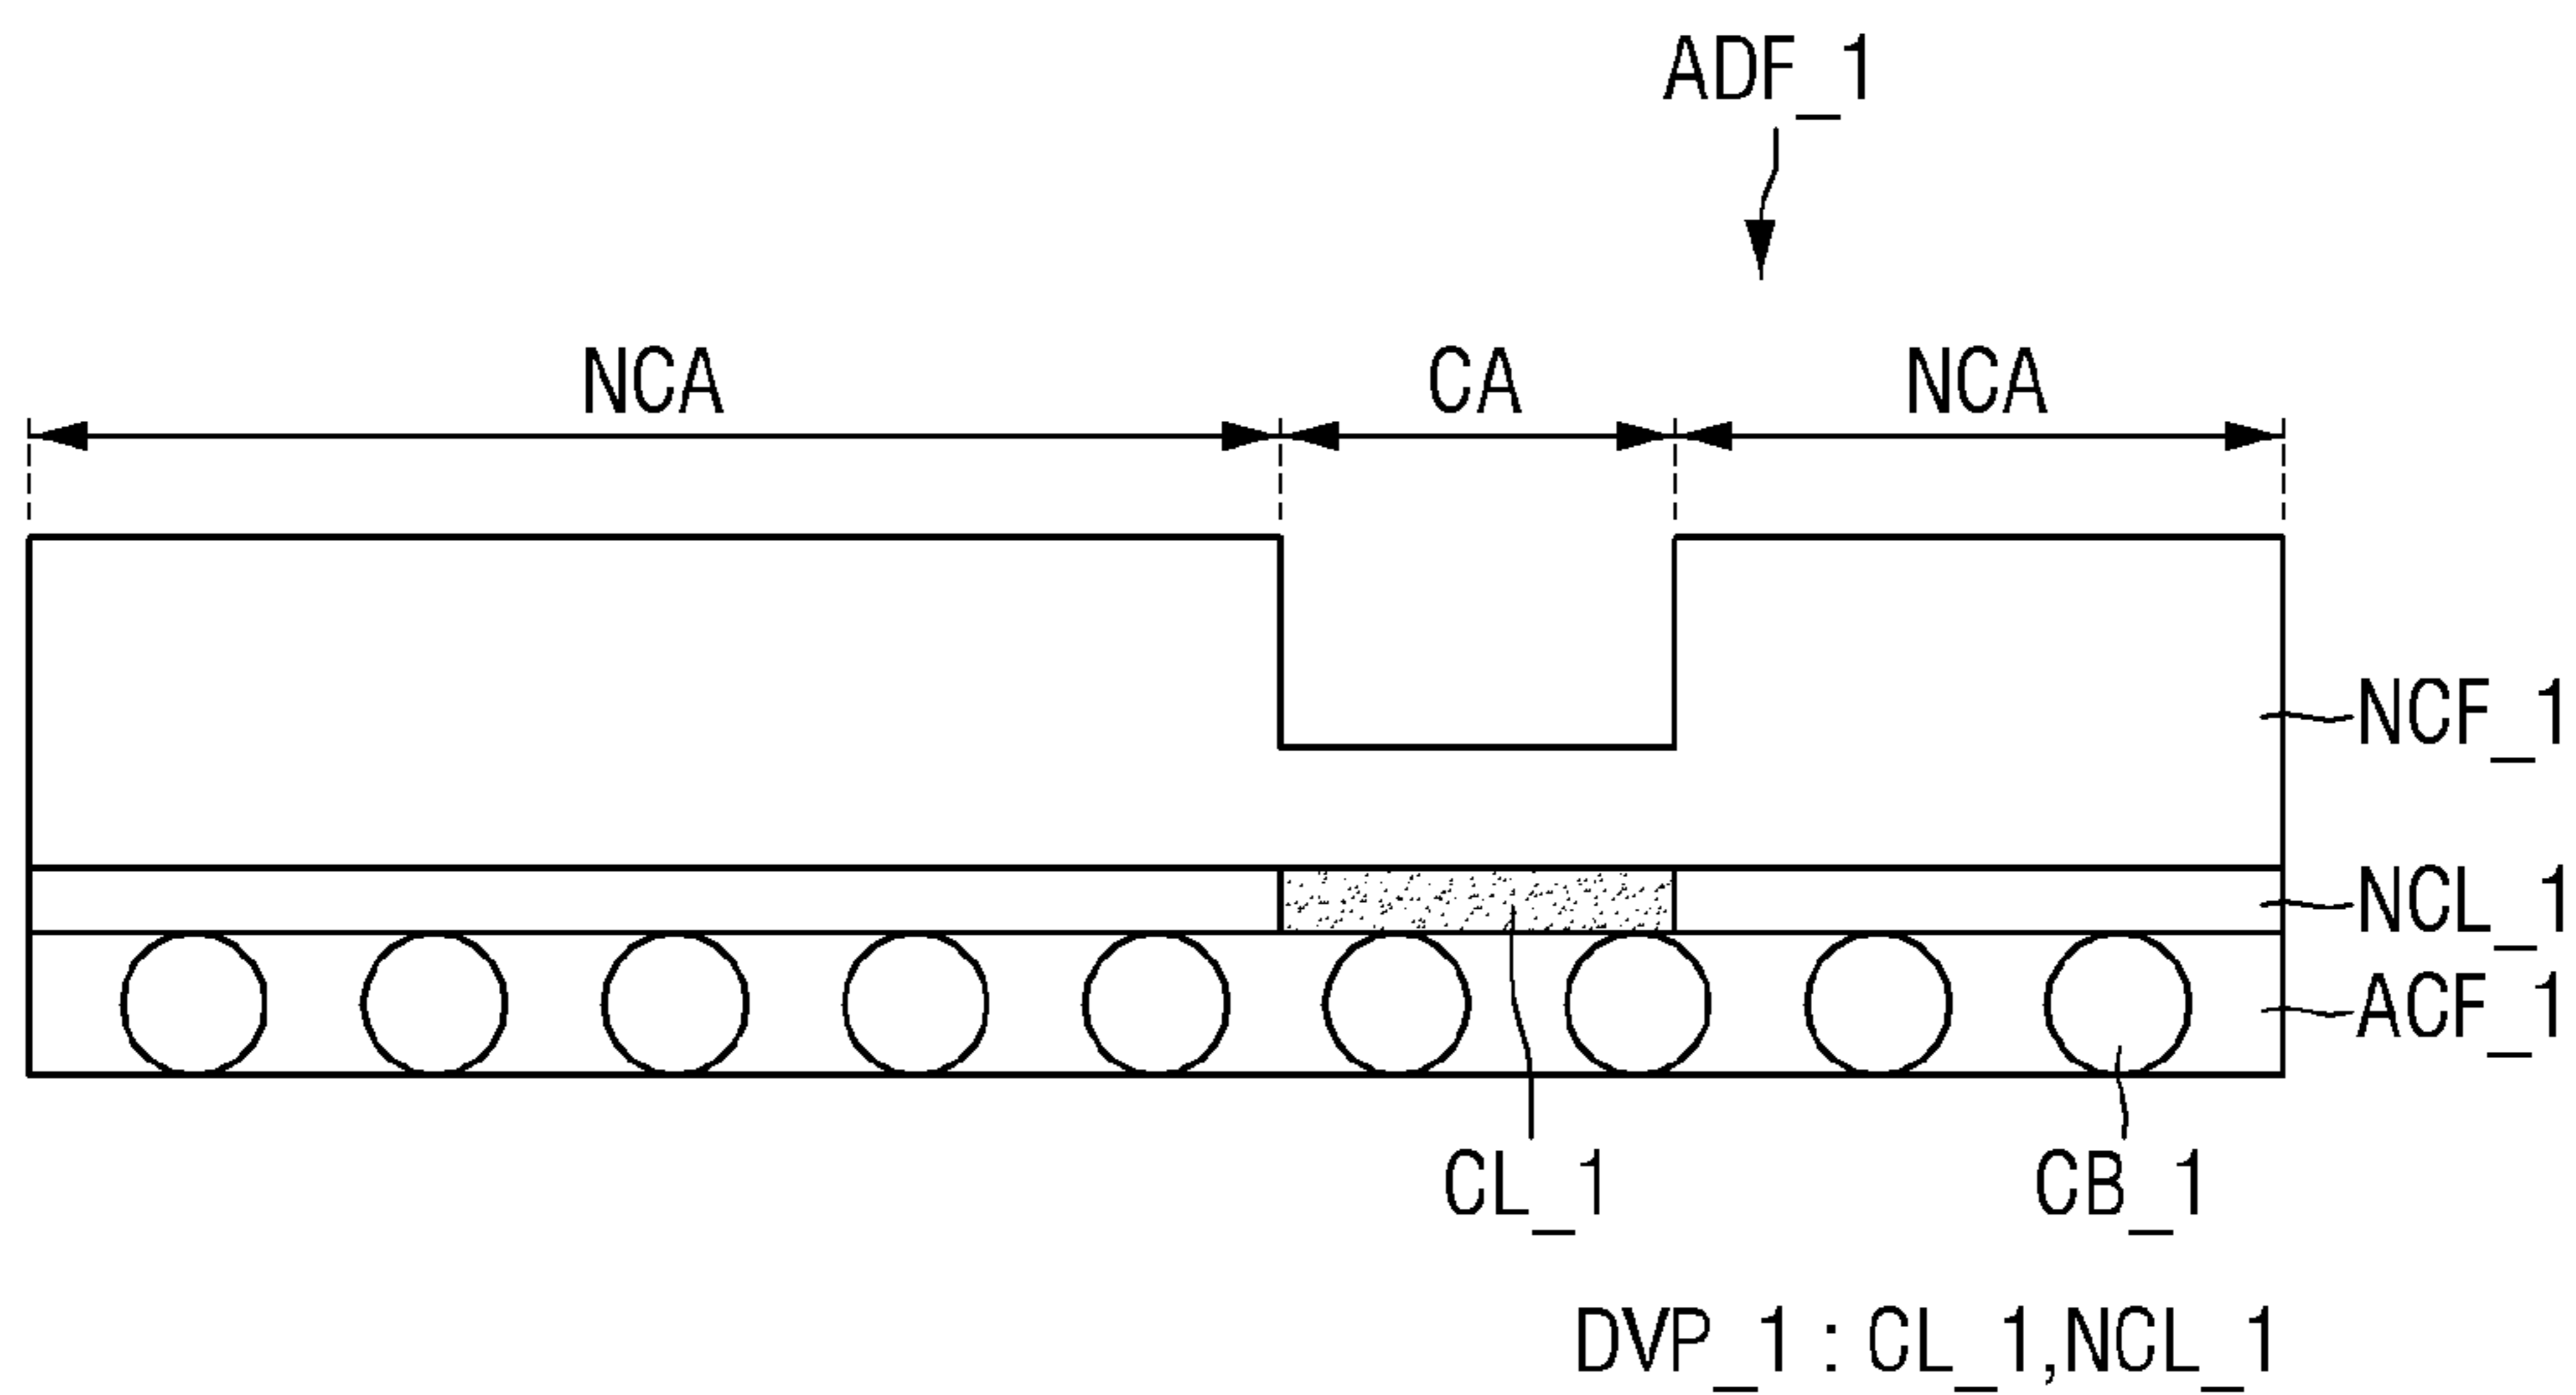 ADF_1
NCA CA NCA
NCF_1
NCL_1
ACF_1
CL_1 CB_1
DVP_1 : CL_1,NCL_1